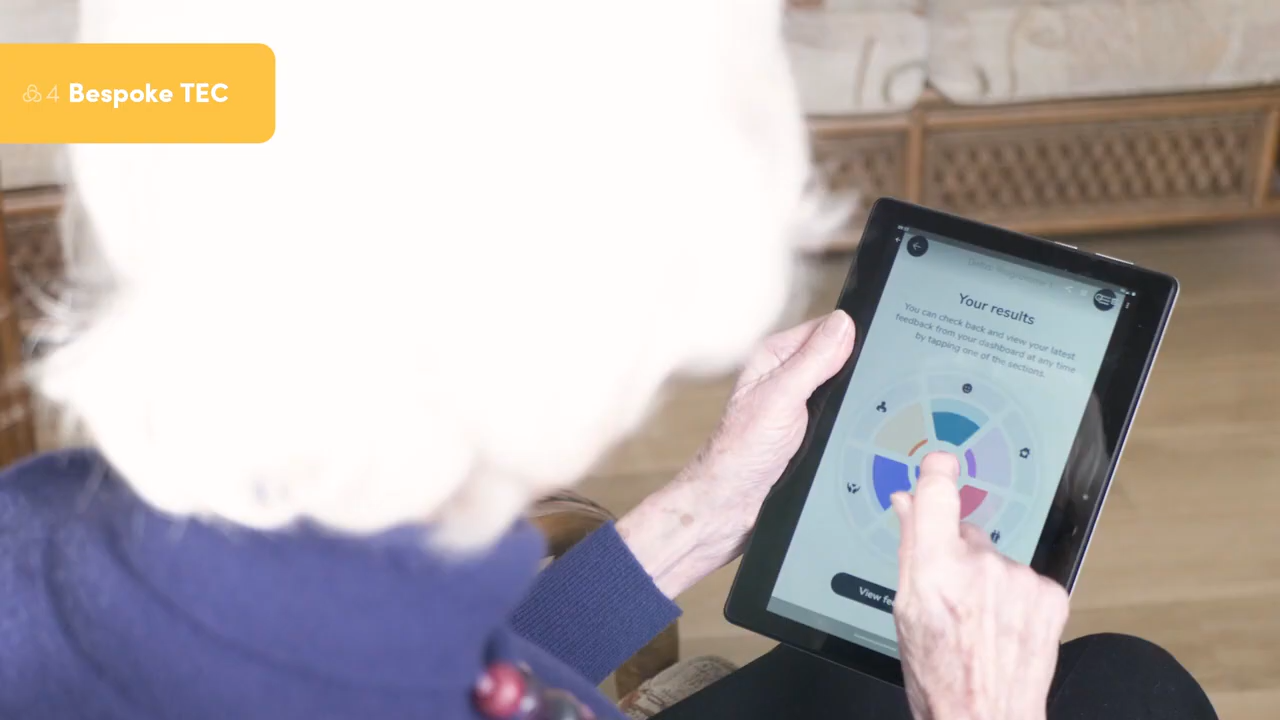 4 Bespoke TEC
Your results
You can check back and view your latest
feedback from your dashboard at any time
by tapping one of the sections.
View